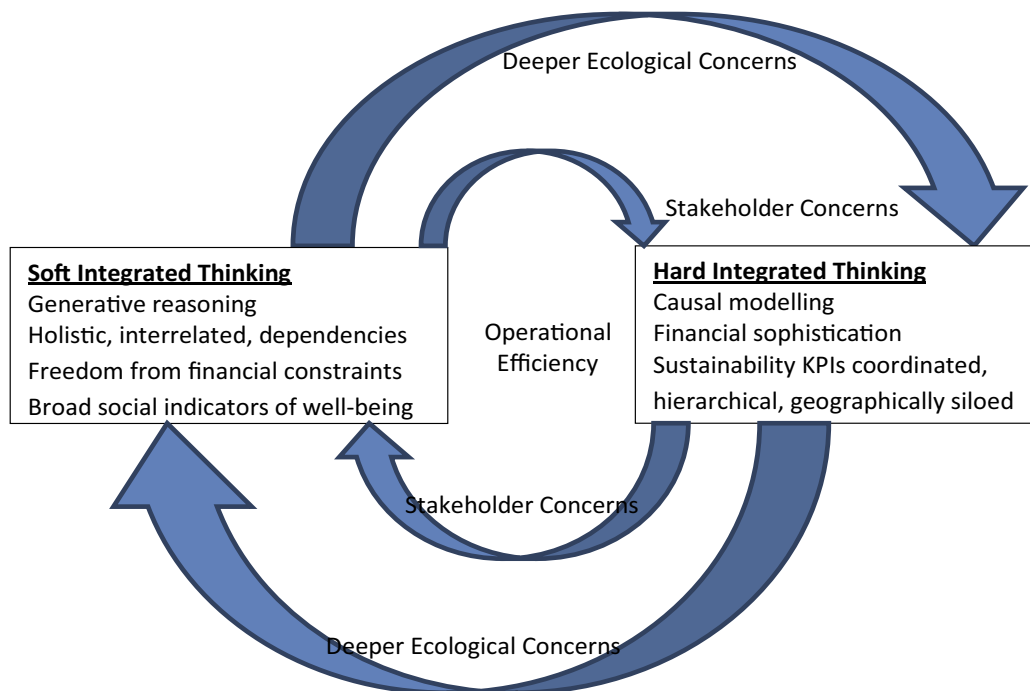 Deeper Ecological Concerns
Stakeholder Concerns
Soft Integrated Thinking
Generative reasoning
Holistic, interrelated, dependencies
Freedom from financial constraints
Broad social indicators of well-being
Operational
Efficiency
Hard Integrated Thinking
Causal modelling
Financial sophistication
Sustainability KPIs coordinated,
hierarchical, geographically siloed
Stakeholder Concerns
Deeper Ecological Concerns